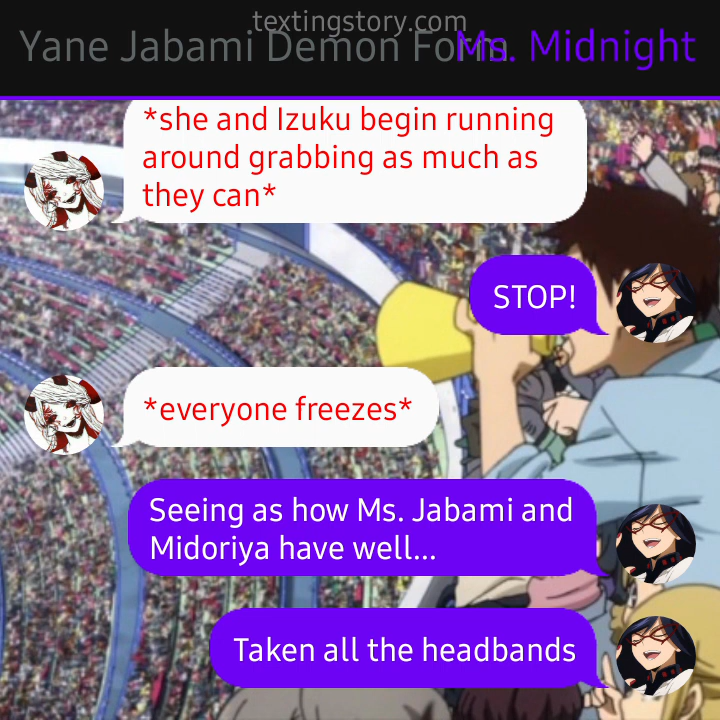 textingstory.com
Yane Jabami Demon Form
Ms. Midnight
*she and Izuku begin running
around grabbing as much as
they can*
STOP!
*everyone freezes*
Seeing as how Ms. Jabami and
Midoriya have well...
Taken all the headbands